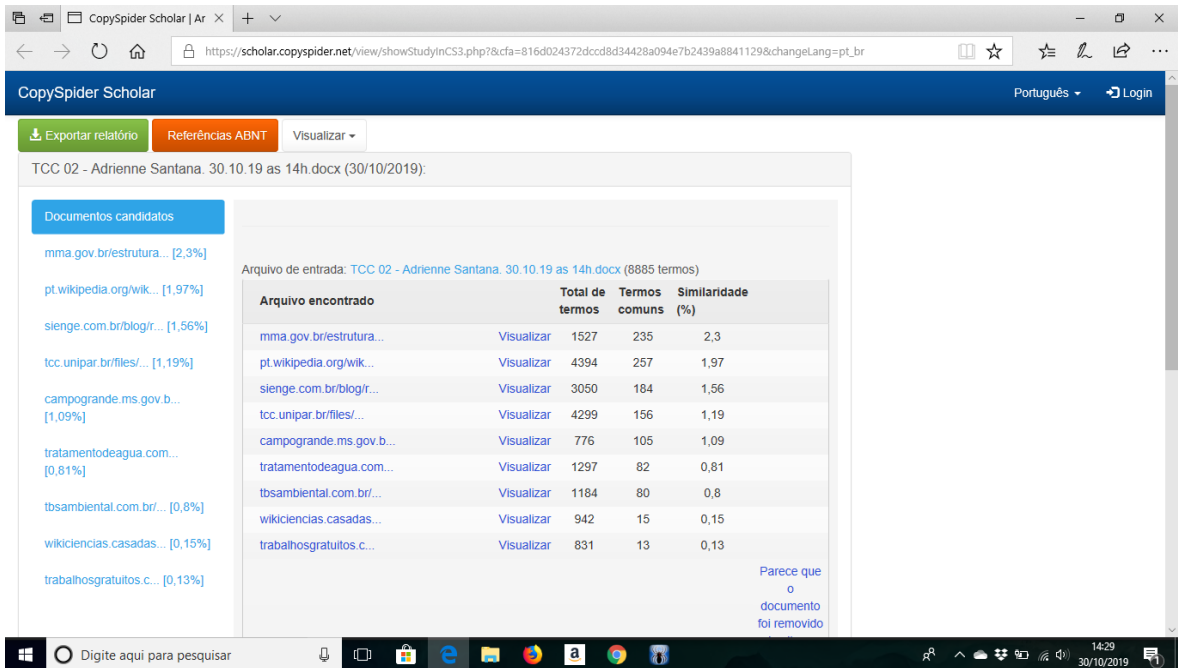 CopySpider Scholar | Ar
https://scholar.copyspider.net/view/showStudyInCS3.php?&cfa=816d024372dccd8d34428a094e7b2439a8841129&changeLang=pt_br
CopySpider Scholar
Português
Login
Exportar relatório
Referências ABNT
Visualizar
TCC 02 - Adrienne Santana. 30.10.19 as 14h.docx (30/10/2019):
Documentos candidatos
mma.gov.br/estrutura... [2,3%]
pt.wikipedia.org/wik... [1,97%]
sienge.com.br/blog/r... [1,56%]
tcc.unipar.br/files/... [1,19%]
campogrande.ms.gov.b...
[1,09%]
tratamentodeagua.com...
[0,81%]
tbsambiental.com.br/... [0,8%]
wikiciencias.casadas... [0,15%]
trabalhosgratuitos.c... [0,13%]
Arquivo de entrada: TCC 02 - Adrienne Santana. 30.10.19 as 14h.docx (8885 termos)
Arquivo encontrado Total de termos Termos comuns Similaridade (%)
mma.gov.br/estrutura... Visualizar 1527 235 2,3
pt.wikipedia.org/wik... Visualizar 4394 257 1,97
sienge.com.br/blog/r... Visualizar 3050 184 1,56
tcc.unipar.br/files/... Visualizar 4299 156 1,19
campogrande.ms.gov.b... Visualizar 776 105 1,09
tratamentodeagua.com... Visualizar 1297 82 0,81
tbsambiental.com.br/... Visualizar 1184 80 0,8
wikiciencias.casadas... Visualizar 942 15 0,15
trabalhosgratuitos.c... Visualizar 831 13 0,13
Parece que
o
documento
foi removido
Digite aqui para pesquisar
14:29
30/10/2019